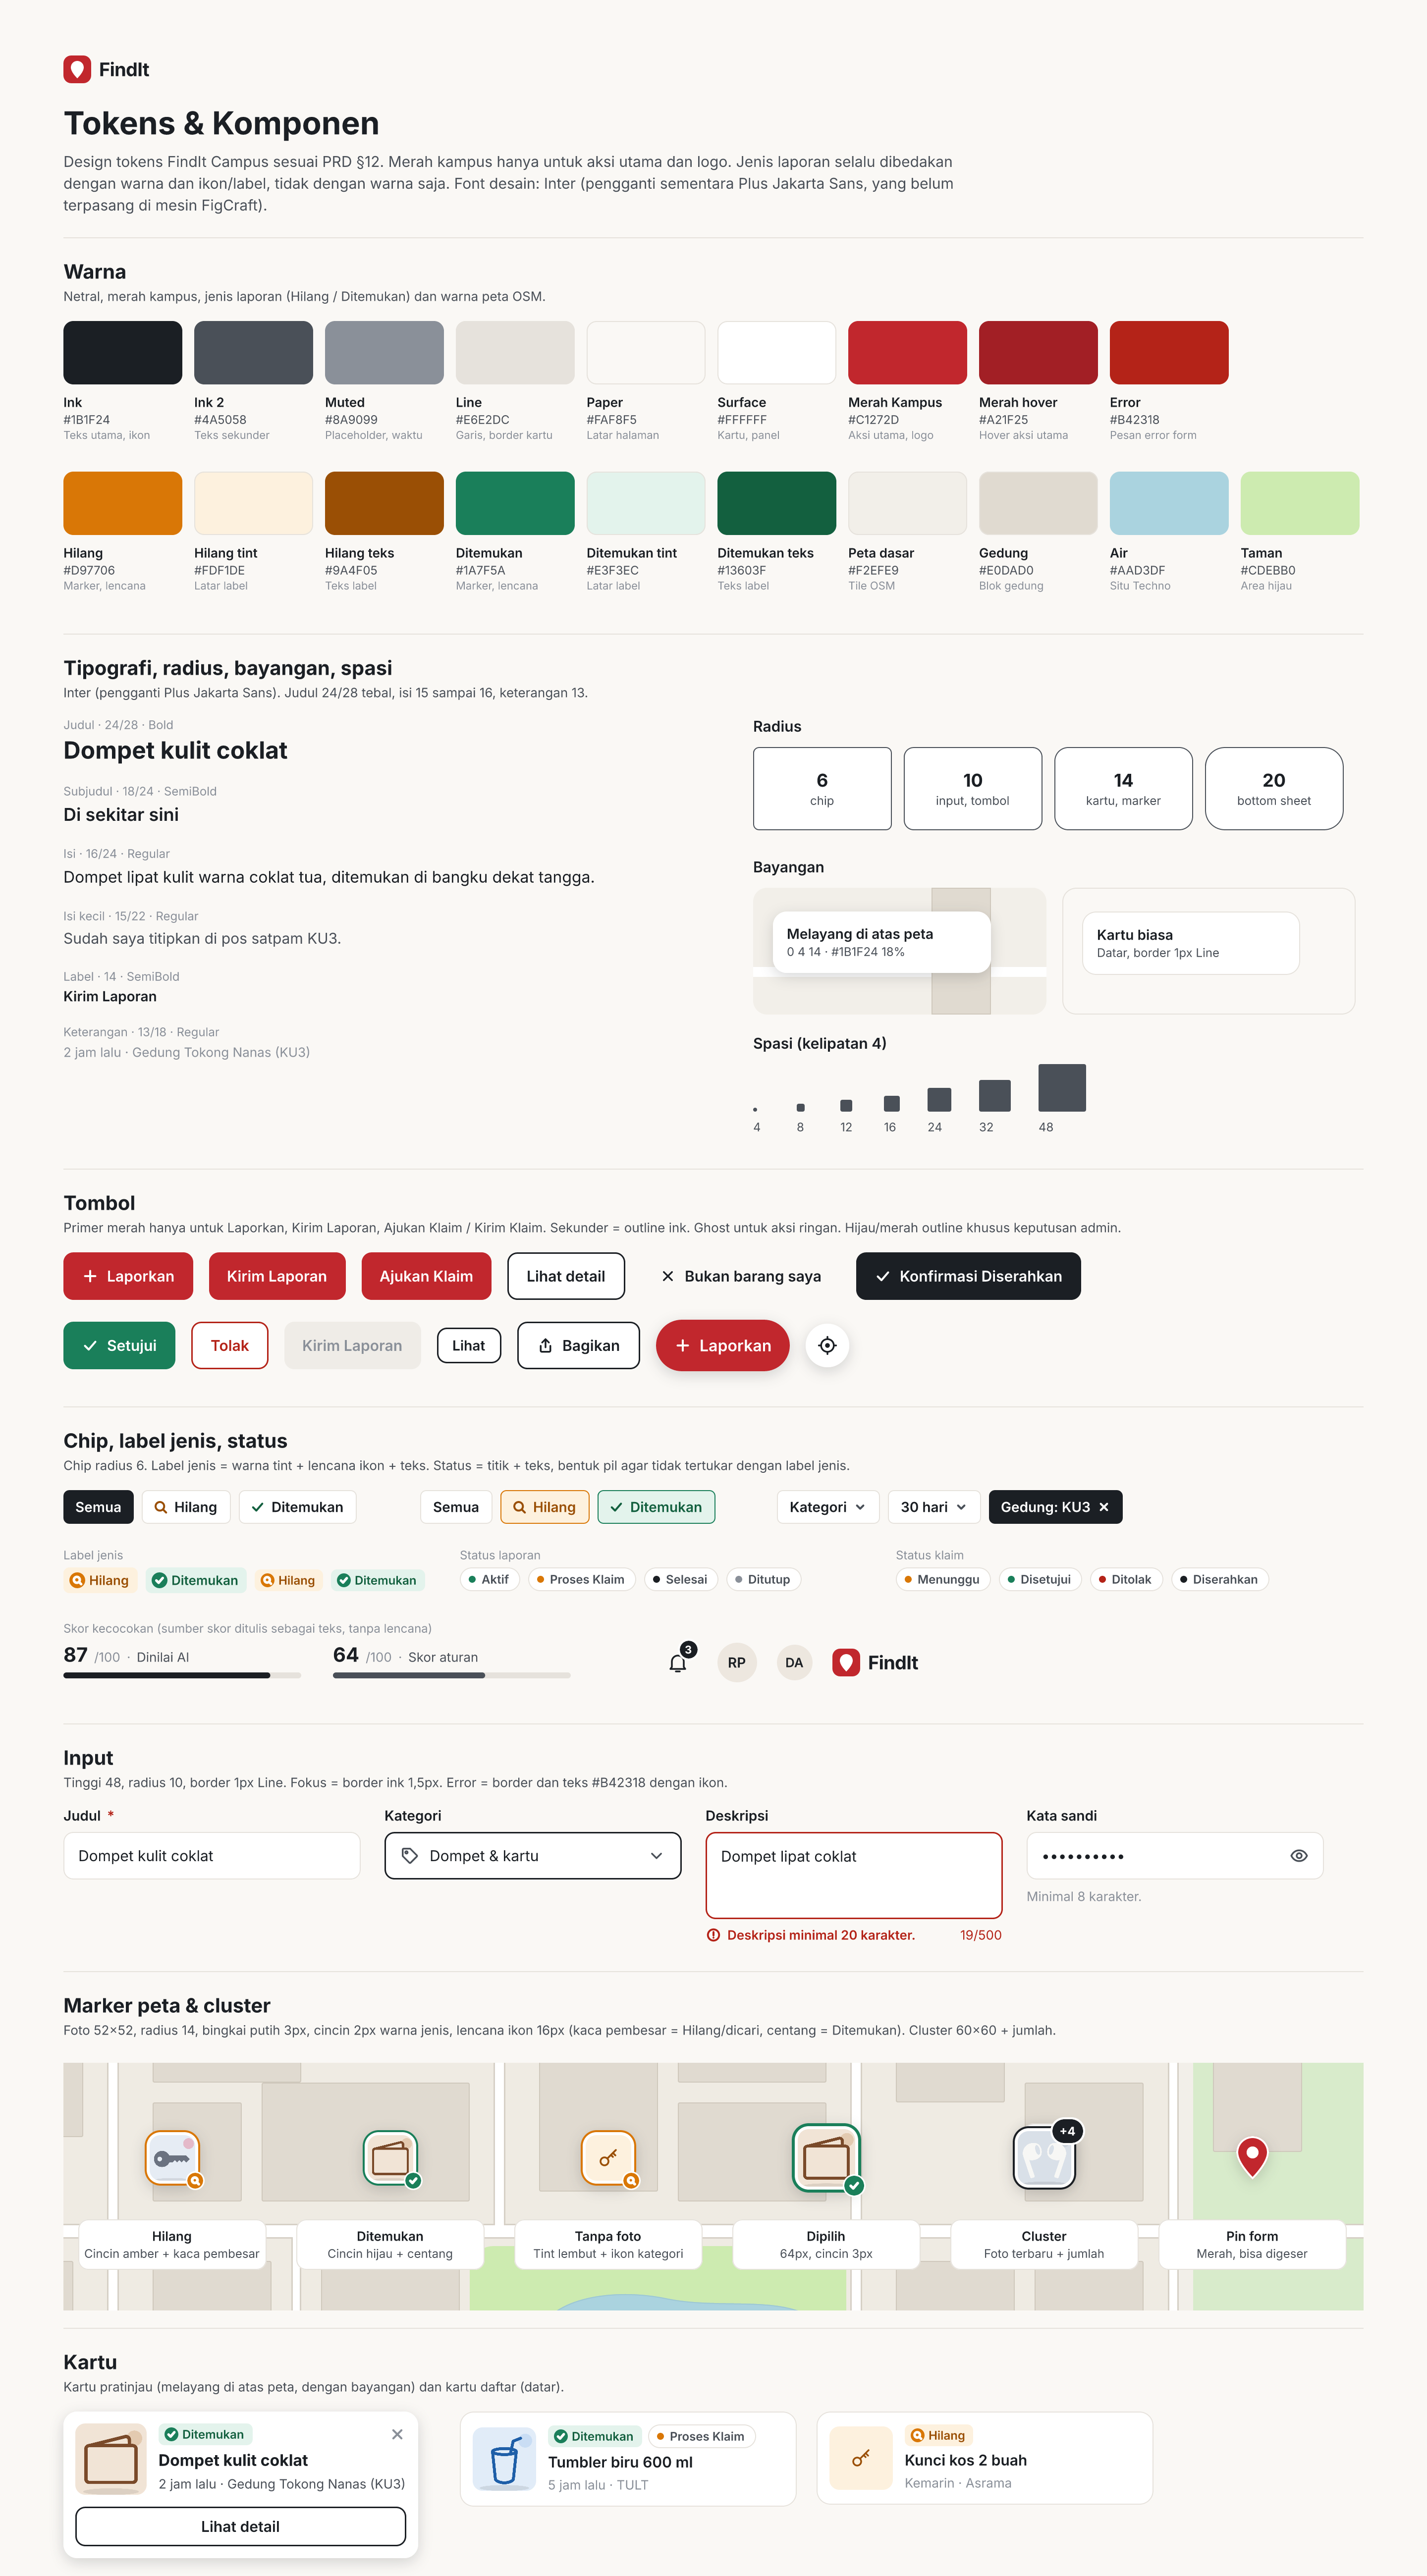 FindIt
Tokens & Komponen
Design tokens FindIt Campus sesuai PRD §12. Merah kampus hanya untuk aksi utama dan logo. Jenis laporan selalu dibedakan
dengan warna dan ikon/label, tidak dengan warna saja. Font desain: Inter (pengganti sementara Plus Jakarta Sans, yang belum
terpasang di mesin FigCraft).
Warna
Netral, merah kampus, jenis laporan (Hilang / Ditemukan) dan warna peta OSM.
Ink Ink 2 Muted Line Paper Surface Merah Kampus Merah hover Error
#1B1F24 #4A5058 #8A9099 #E6E2DC #FAF8F5 #FFFFFF #C1272D #A21F25 #B42318
Teks utama, ikon Teks sekunder Placeholder, waktu Garis, border kartu Latar halaman Kartu, panel Aksi utama, logo Hover aksi utama Pesan error form
Hilang Hilang tint Hilang teks Ditemukan Ditemukan tint Ditemukan teks Peta dasar Gedung Air Taman
#D97706 #FDF1DE #9A4F05 #1A7F5A #E3F3EC #13603F #F2EFE9 #E0DAD0 #AAD3DF #CDEBB0
Marker, lencana Latar label Teks label Marker, lencana Latar label Teks label Tile OSM Blok gedung Situ Techno Area hijau
Tipografi, radius, bayangan, spasi
Inter (pengganti Plus Jakarta Sans). Judul 24/28 tebal, isi 15 sampai 16, keterangan 13.
Judul · 24/28 · Bold
Dompet kulit coklat
Subjudul · 18/24 · SemiBold
Di sekitar sini
Isi · 16/24 · Regular
Dompet lipat kulit warna coklat tua, ditemukan di bangku dekat tangga.
Isi kecil · 15/22 · Regular
Sudah saya titipkan di pos satpam KU3.
Label · 14 · SemiBold
Kirim Laporan
Keterangan · 13/18 · Regular
2 jam lalu · Gedung Tokong Nanas (KU3)
Radius
6 10 14 20
chip input, tombol kartu, marker bottom sheet
Bayangan
Melayang di atas peta
0 4 14 · #1B1F24 18%
Kartu biasa
Datar, border 1px Line
Spasi (kelipatan 4)
4 8 12 16 24 32 48
Tombol
Primer merah hanya untuk Laporkan, Kirim Laporan, Ajukan Klaim / Kirim Klaim. Sekunder = outline ink. Ghost untuk aksi ringan. Hijau/merah outline khusus keputusan admin.
Laporkan Kirim Laporan Ajukan Klaim Lihat detail Bukan barang saya Konfirmasi Diserahkan
Setujui Tolak Kirim Laporan Lihat Bagikan Laporkan
Chip, label jenis, status
Chip radius 6. Label jenis = warna tint + lencana ikon + teks. Status = titik + teks, bentuk pil agar tidak tertukar dengan label jenis.
Semua Hilang Ditemukan Semua Hilang Ditemukan Kategori 30 hari Gedung: KU3
Label jenis Status laporan Status klaim
Hilang Ditemukan Hilang Ditemukan Aktif Proses Klaim Selesai Ditutup Menunggu Disetujui Ditolak Diserahkan
Skor kecocokan (sumber skor ditulis sebagai teks, tanpa lencana)
87 /100 · Dinilai AI 64 /100 · Skor aturan 3 RP DA FindIt
Input
Tinggi 48, radius 10, border 1px Line. Fokus = border ink 1,5px. Error = border dan teks #B42318 dengan ikon.
Judul * Kategori Deskripsi Kata sandi
Dompet kulit coklat Dompet & kartu Dompet lipat coklat ••••••••••
Minimal 8 karakter.
Deskripsi minimal 20 karakter. 19/500
Marker peta & cluster
Foto 52×52, radius 14, bingkai putih 3px, cincin 2px warna jenis, lencana ikon 16px (kaca pembesar = Hilang/dicari, centang = Ditemukan). Cluster 60×60 + jumlah.
+4
Hilang Ditemukan Tanpa foto Dipilih Cluster Pin form
Cincin amber + kaca pembesar Cincin hijau + centang Tint lembut + ikon kategori 64px, cincin 3px Foto terbaru + jumlah Merah, bisa digeser
Kartu
Kartu pratinjau (melayang di atas peta, dengan bayangan) dan kartu daftar (datar).
Ditemukan
Dompet kulit coklat
2 jam lalu · Gedung Tokong Nanas (KU3)
Lihat detail
Ditemukan Proses Klaim
Tumbler biru 600 ml
5 jam lalu · TULT
Hilang
Kunci kos 2 buah
Kemarin · Asrama